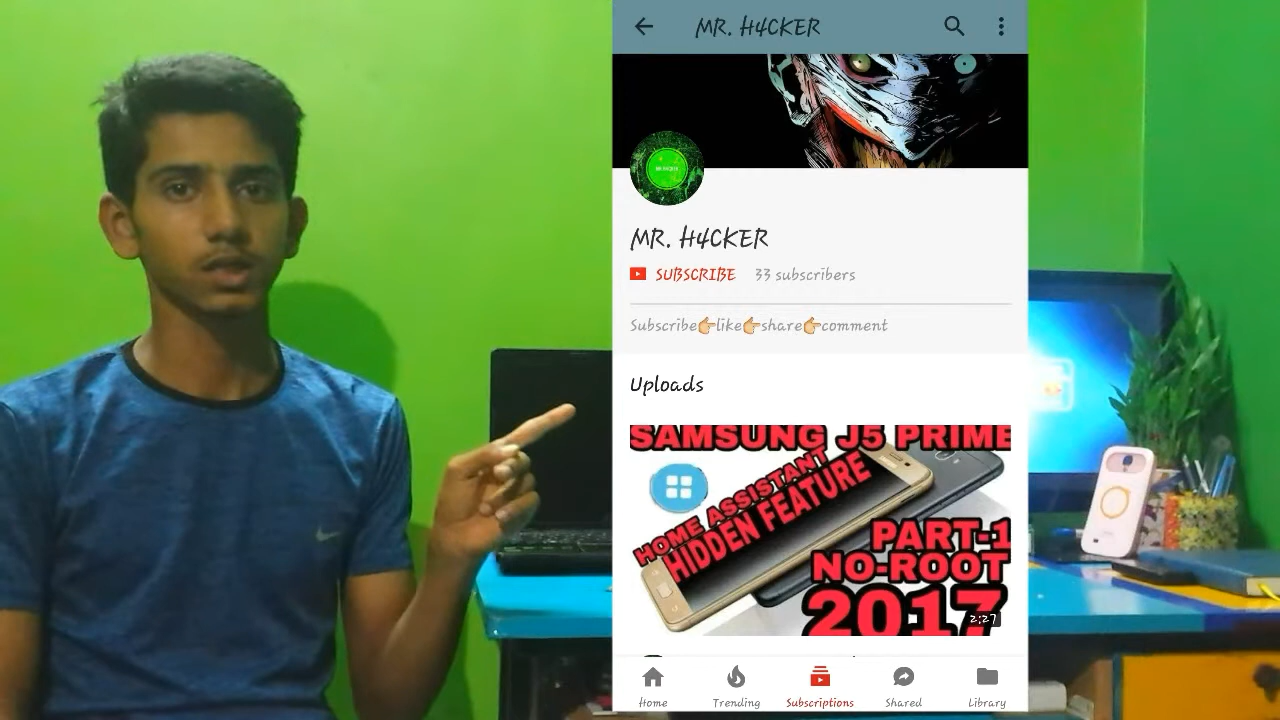 MR. H4CKER
MR. H4CKER
SUBSCRIBE 33 subscribers
Subscribe👉like👉share👉comment
Uploads
SAMSUNG J5 PRIME
HOME ASSISTANT
HIDDEN FEATURE
PART-1
NO-ROOT
2017
2:27
Home Trending Subscriptions Shared Library